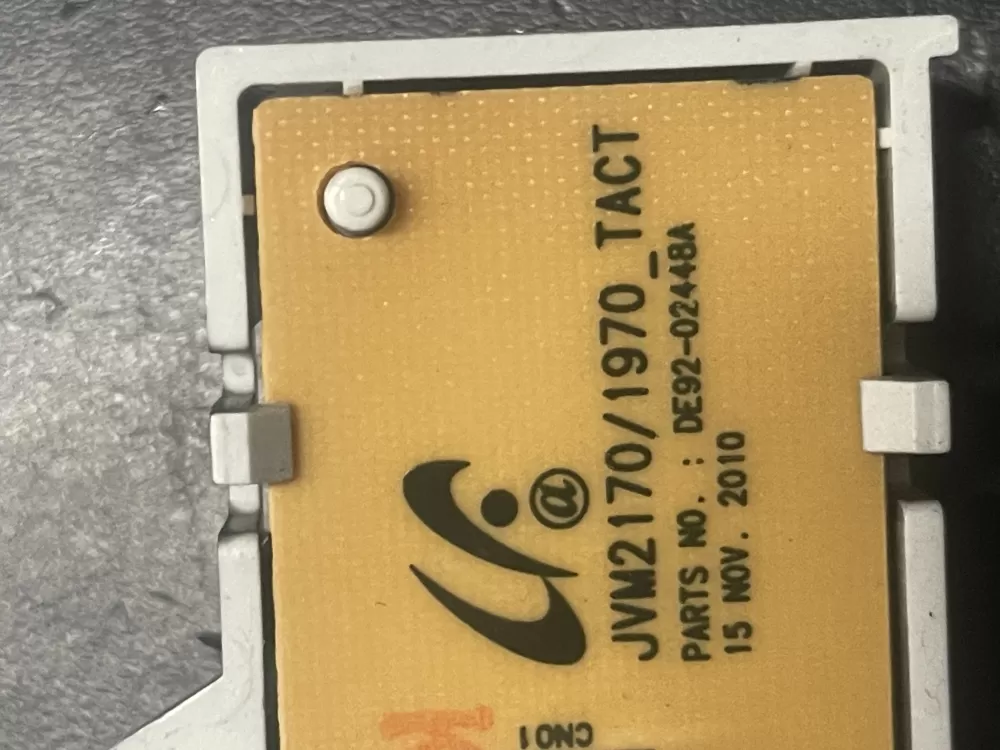 @
JVM2170/1970_TACT
PARTS NO. : DE92-02448A
15 NOV. 2010
CN01